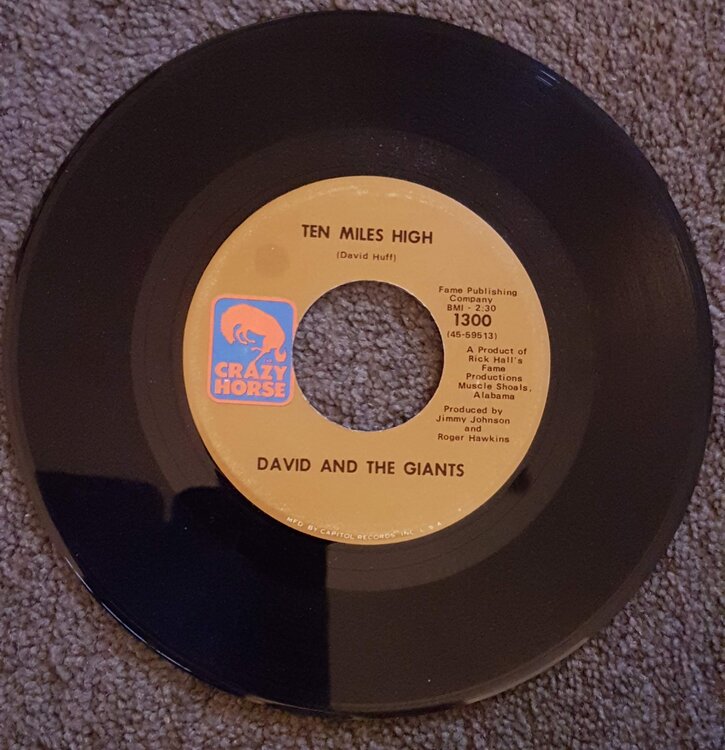 TEN MILES HIGH
(David Huff)
Fame Publishing
Company
BMI - 2:30
1300
(45-59513)
CRAZY
HORSE
A Product of
Rick Hall's
Fame
Productions
Muscle Shoals,
Alabama
Produced by
Jimmy Johnson
and
Roger Hawkins
DAVID AND THE GIANTS
MFD. BY CAPITOL RECORDS, INC. U.S.A.